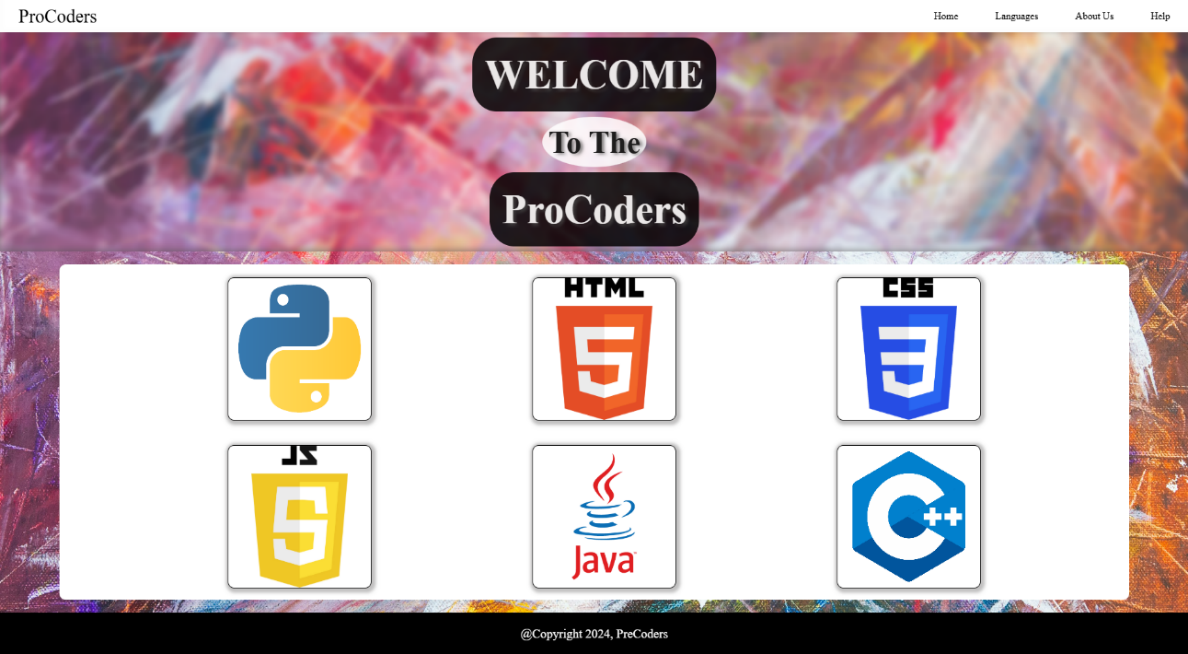 ProCoders
Home Languages About Us Help
WELCOME
To The
ProCoders
HTML
CSS
JS
Java
C++
@Copyright 2024, PreCoders